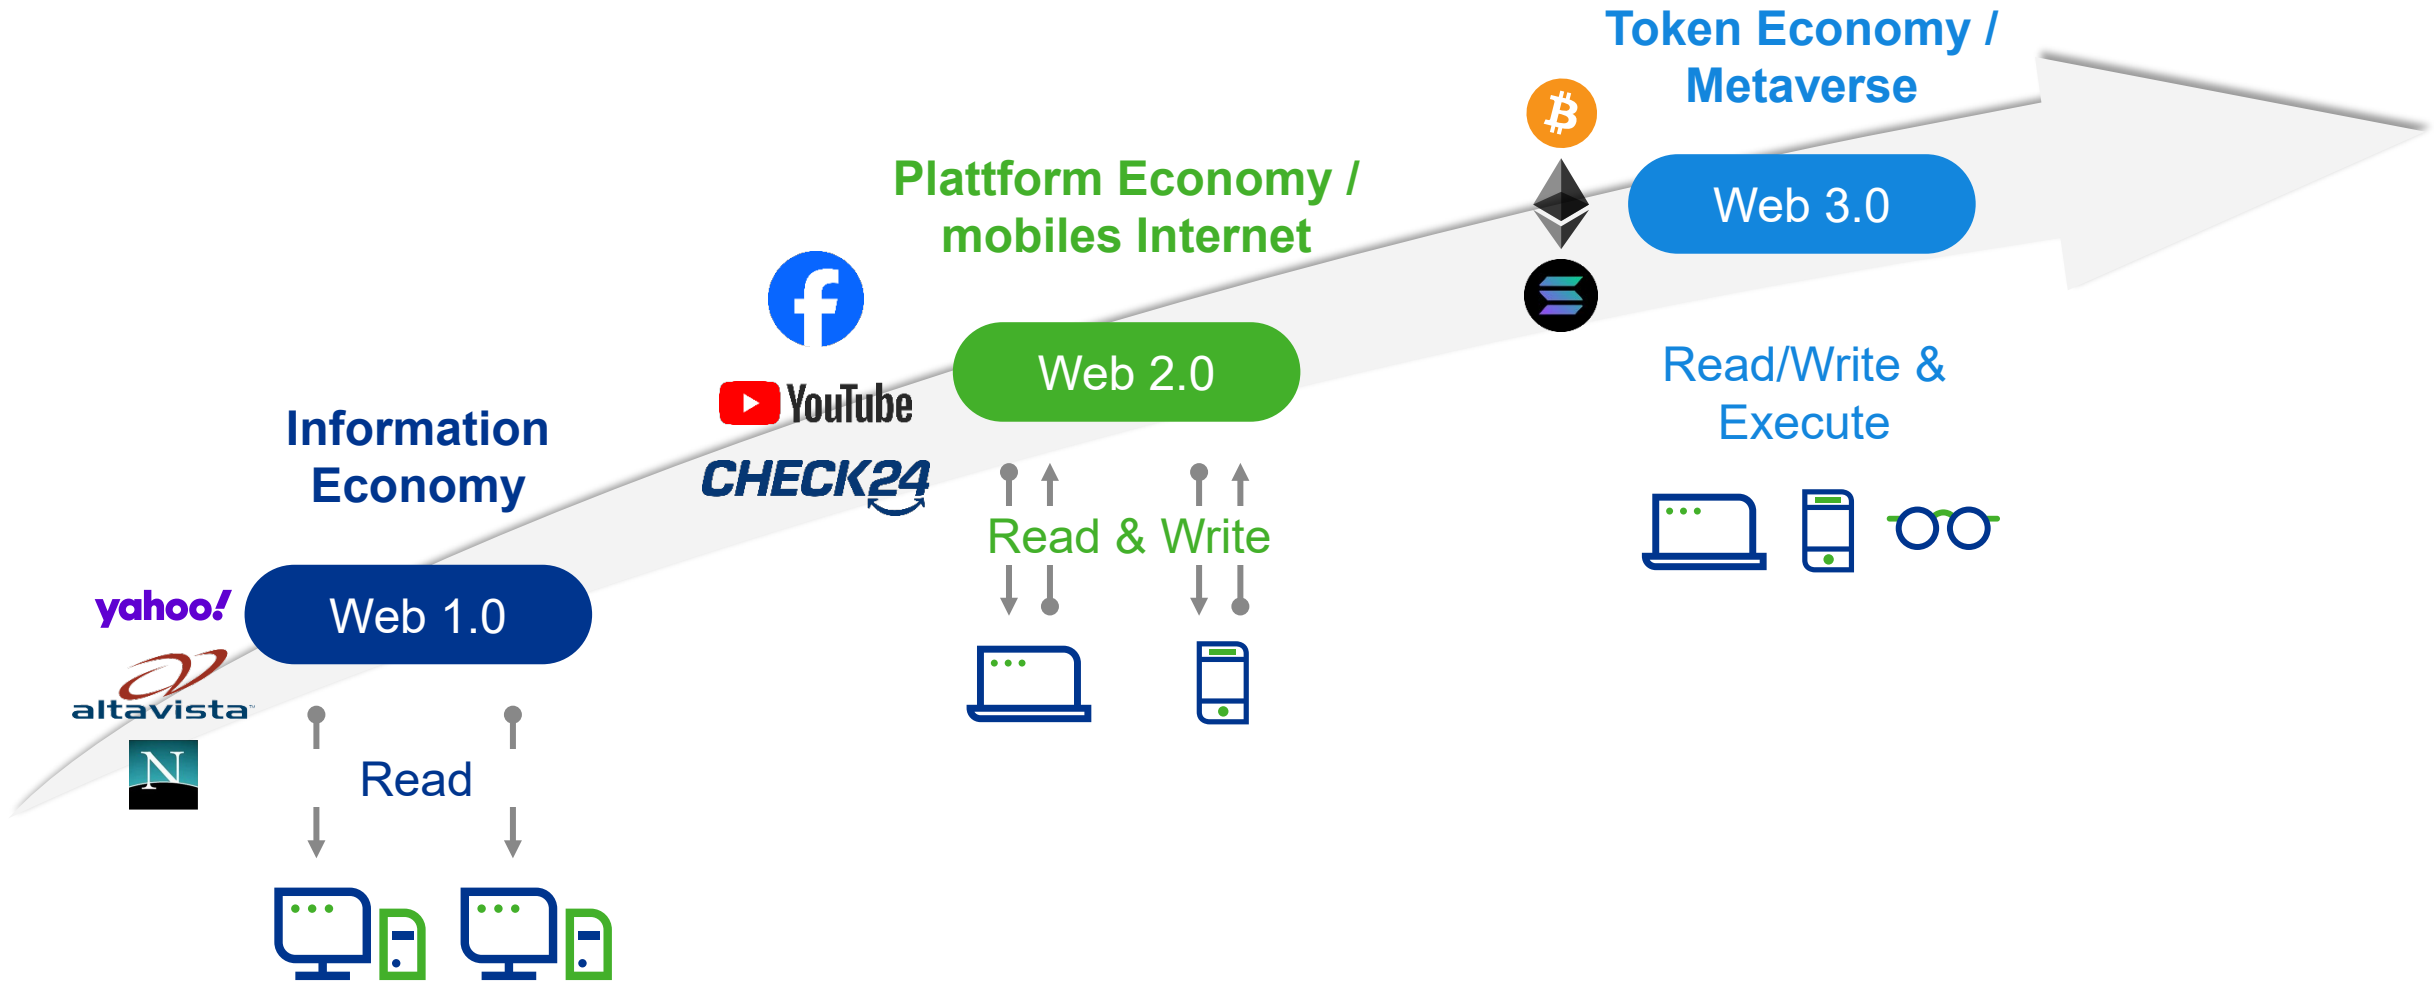 Token Economy /
Metaverse
Web 3.0
Plattform Economy /
mobiles Internet
Web 2.0
YouTube
CHECK24
Read/Write &
Execute
Information
Economy
Read & Write
yahoo!
Web 1.0
altavista™
N
Read